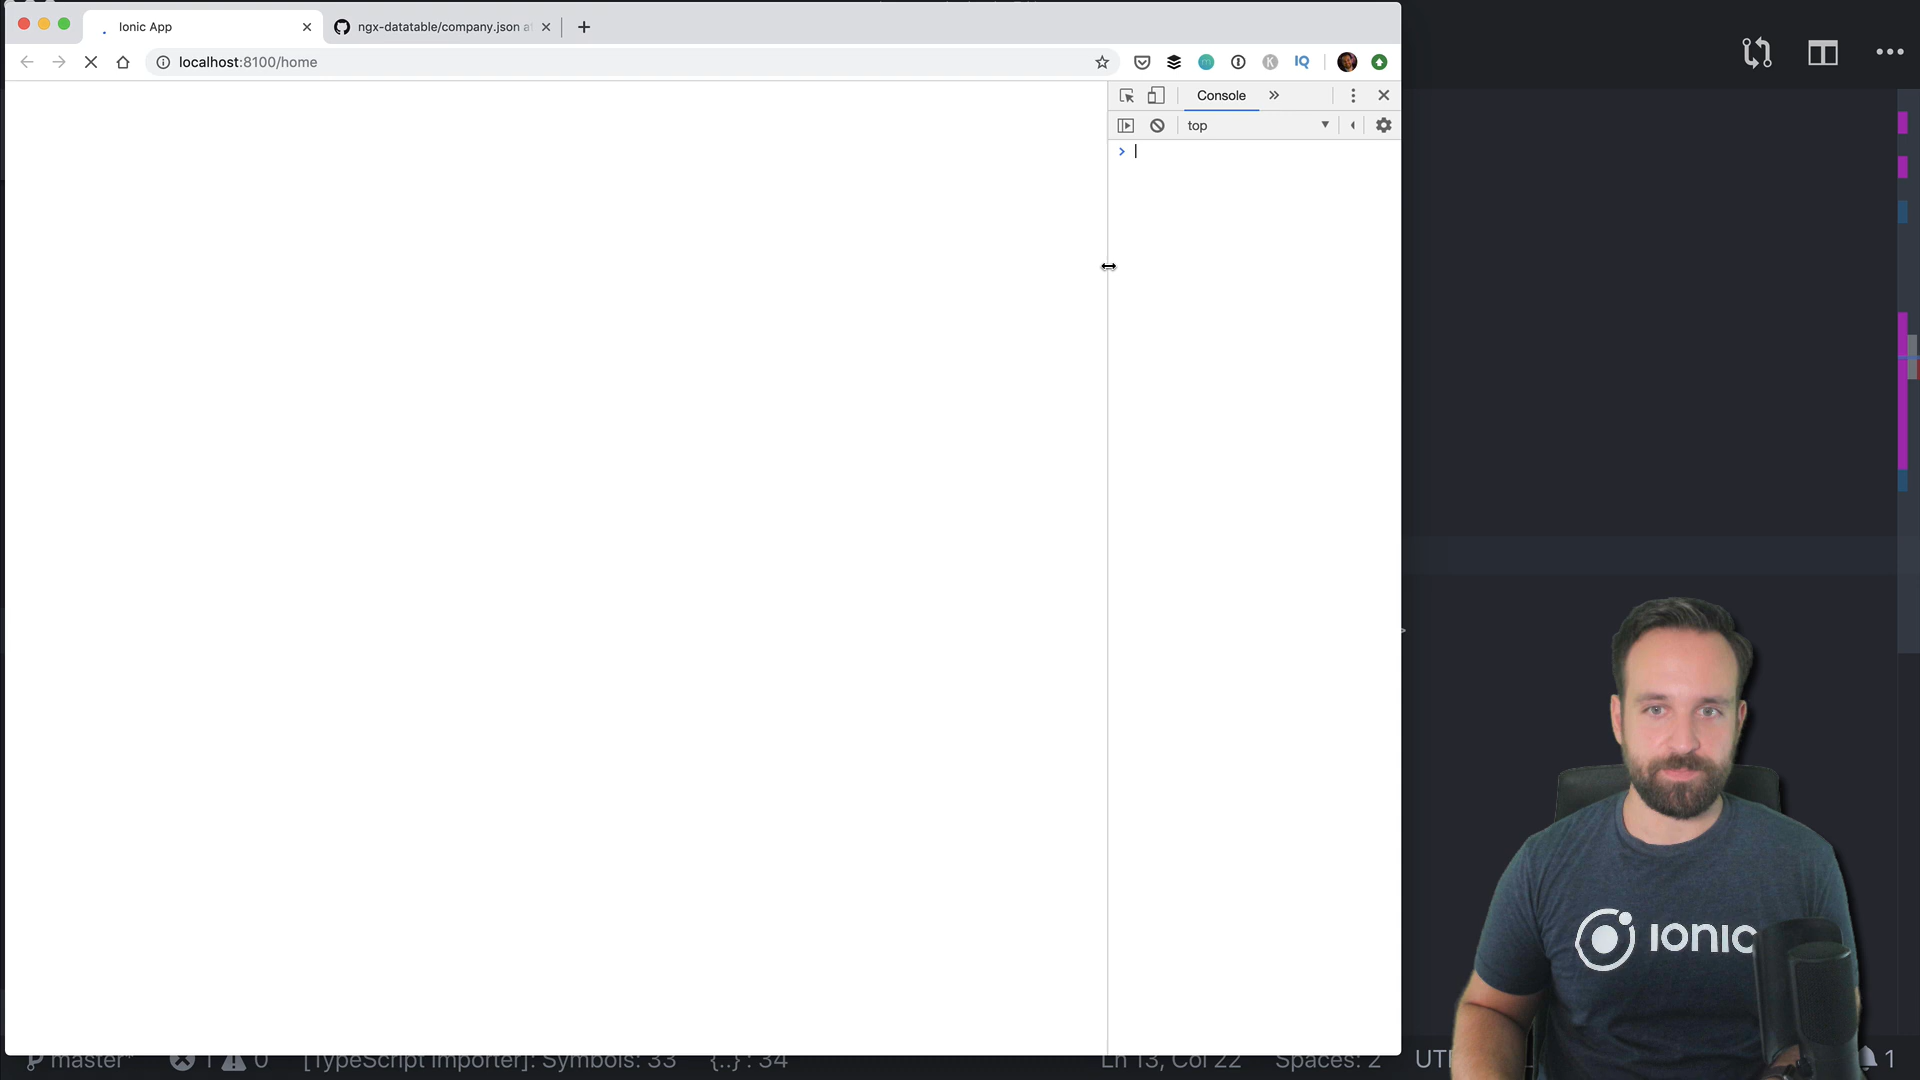 Ionic App
ngx-datatable/company.json a
localhost:8100/home
IQ
Console
top
IONIC
master*
1 0
[TypeScript Importer]: Symbols: 33
{..} : 34
Ln 13, Col 22
Spaces: 2
1